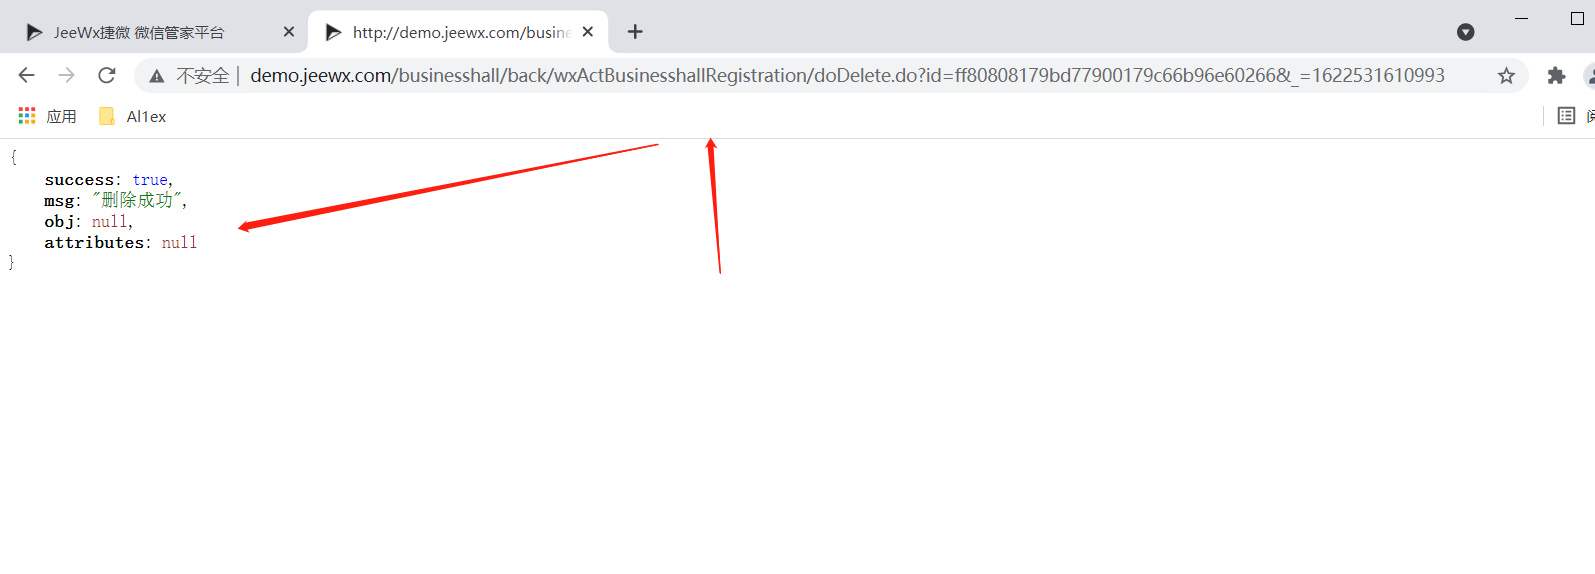 JeeWx捷微 微信管家平台
http://demo.jeewx.com/busine
不安全 | demo.jeewx.com/businesshall/back/wxActBusinesshallRegistration/doDelete.do?id=ff80808179bd77900179c66b96e60266&_=1622531610993
应用 Al1ex
{
success: true,
msg: "删除成功",
obj: null,
attributes: null
}